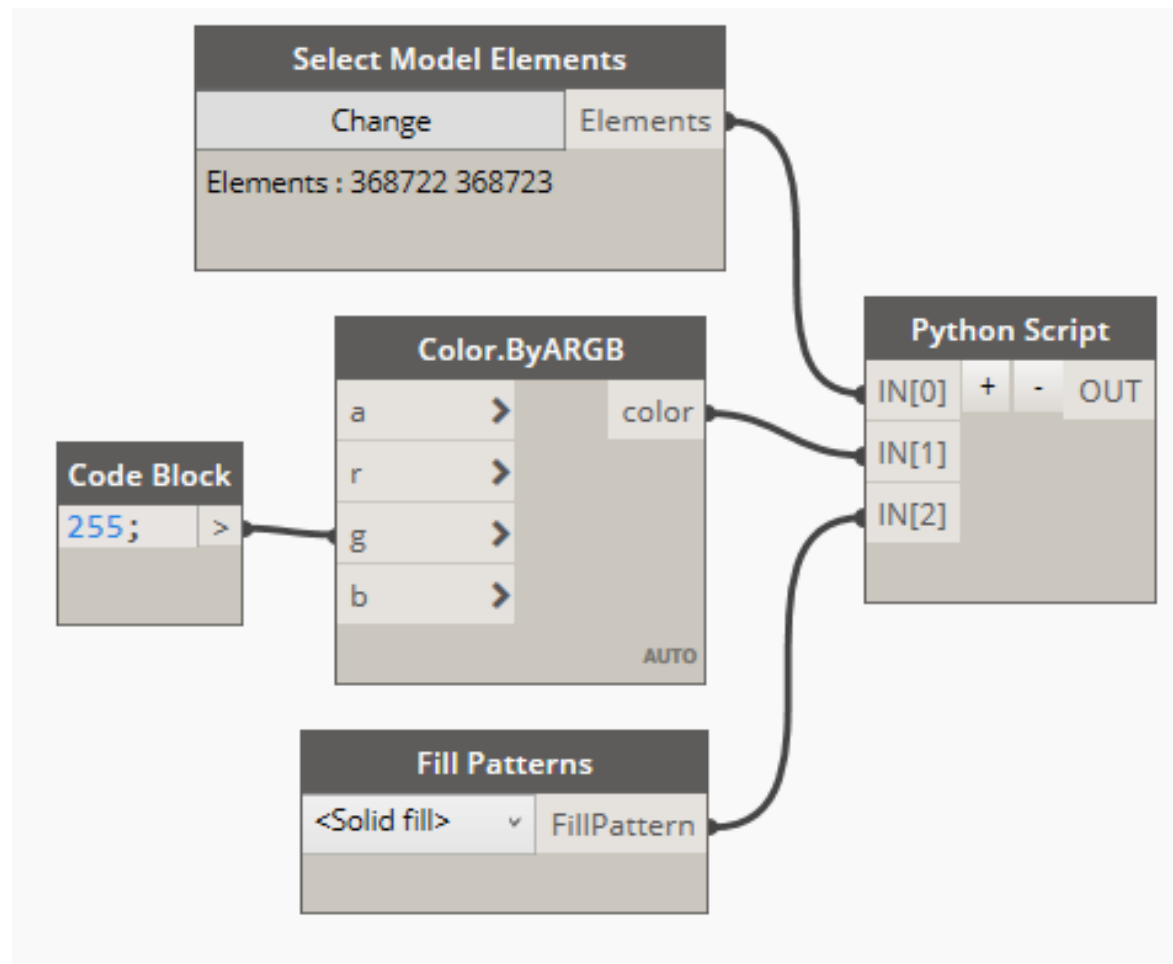 Select Model Elements
Change Elements
Elements : 368722 368723
Python Script
IN[0] + - OUT
IN[1]
IN[2]
Color.ByARGB
a > color
r >
g >
b >
AUTO
Code Block
255; >
Fill Patterns
<Solid fill> ˅ FillPattern